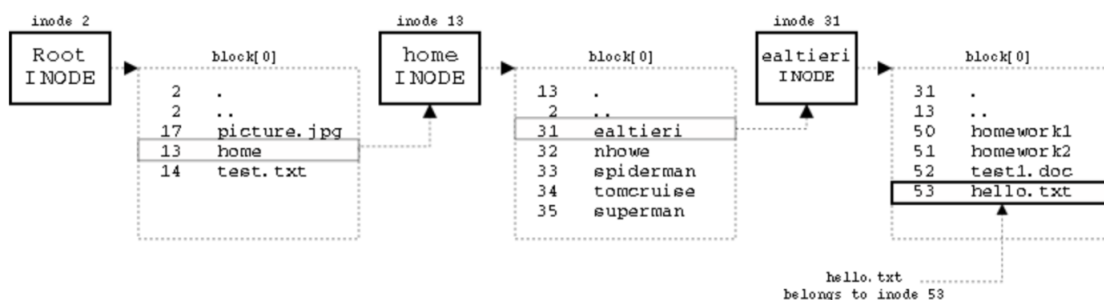 inode 2
Root
INODE
block[0]
2 .
2 ..
17 picture.jpg
13 home
14 test.txt
inode 13
home
INODE
block[0]
13 .
2 ..
31 ealtieri
32 nhowe
33 spiderman
34 tomcruise
35 superman
inode 31
ealtieri
INODE
block[0]
31 .
13 ..
50 homework1
51 homework2
52 test1.doc
53 hello.txt
hello.txt
belongs to inode 53